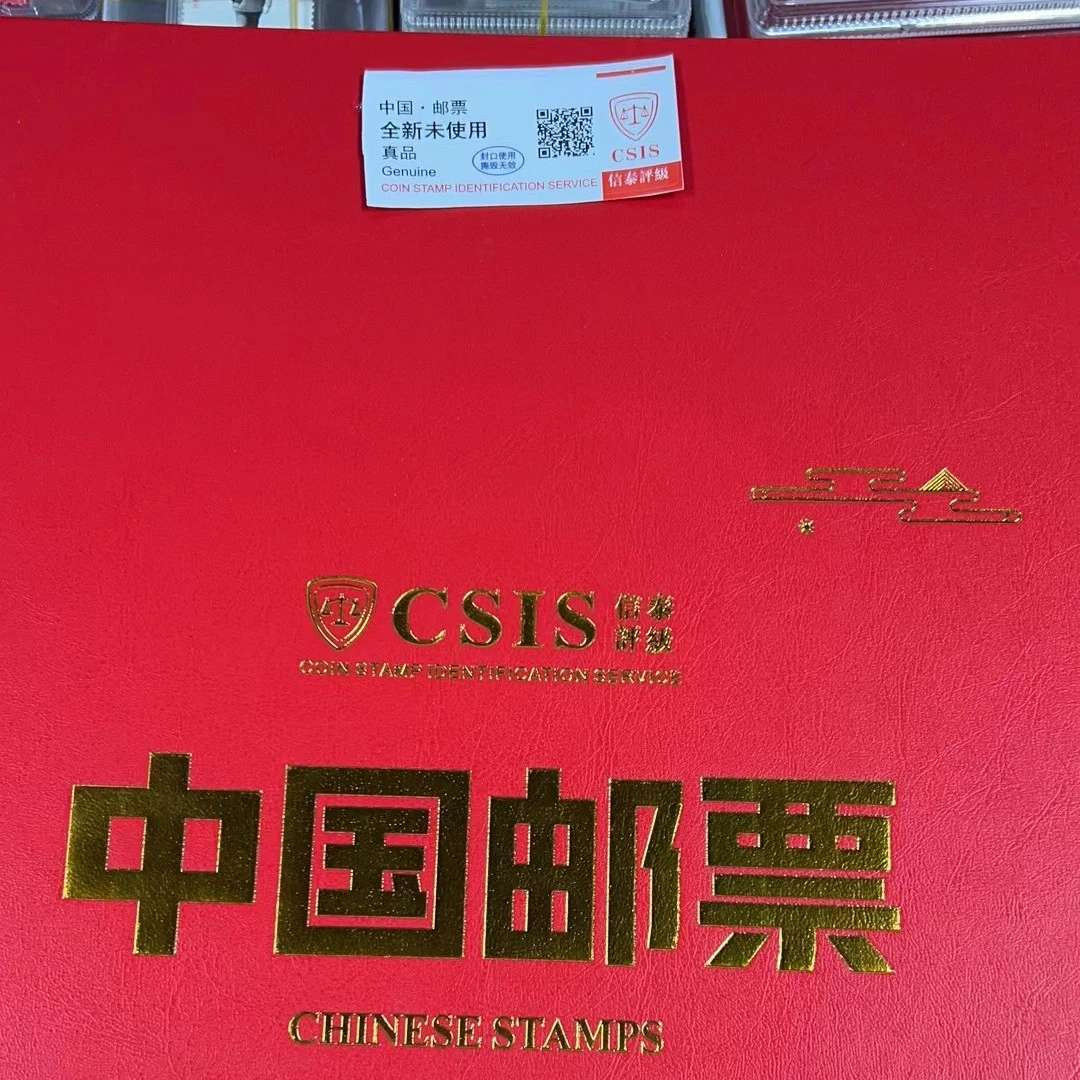 中国·邮票
全新未使用
真品
Genuine
封口使用
撕毁无效
COIN STAMP IDENTIFICATION SERVICE
CSIS
信泰評級
CSIS
信泰
評級
COIN STAMP IDENTIFICATION SERVICE
中国邮票
CHINESE STAMPS